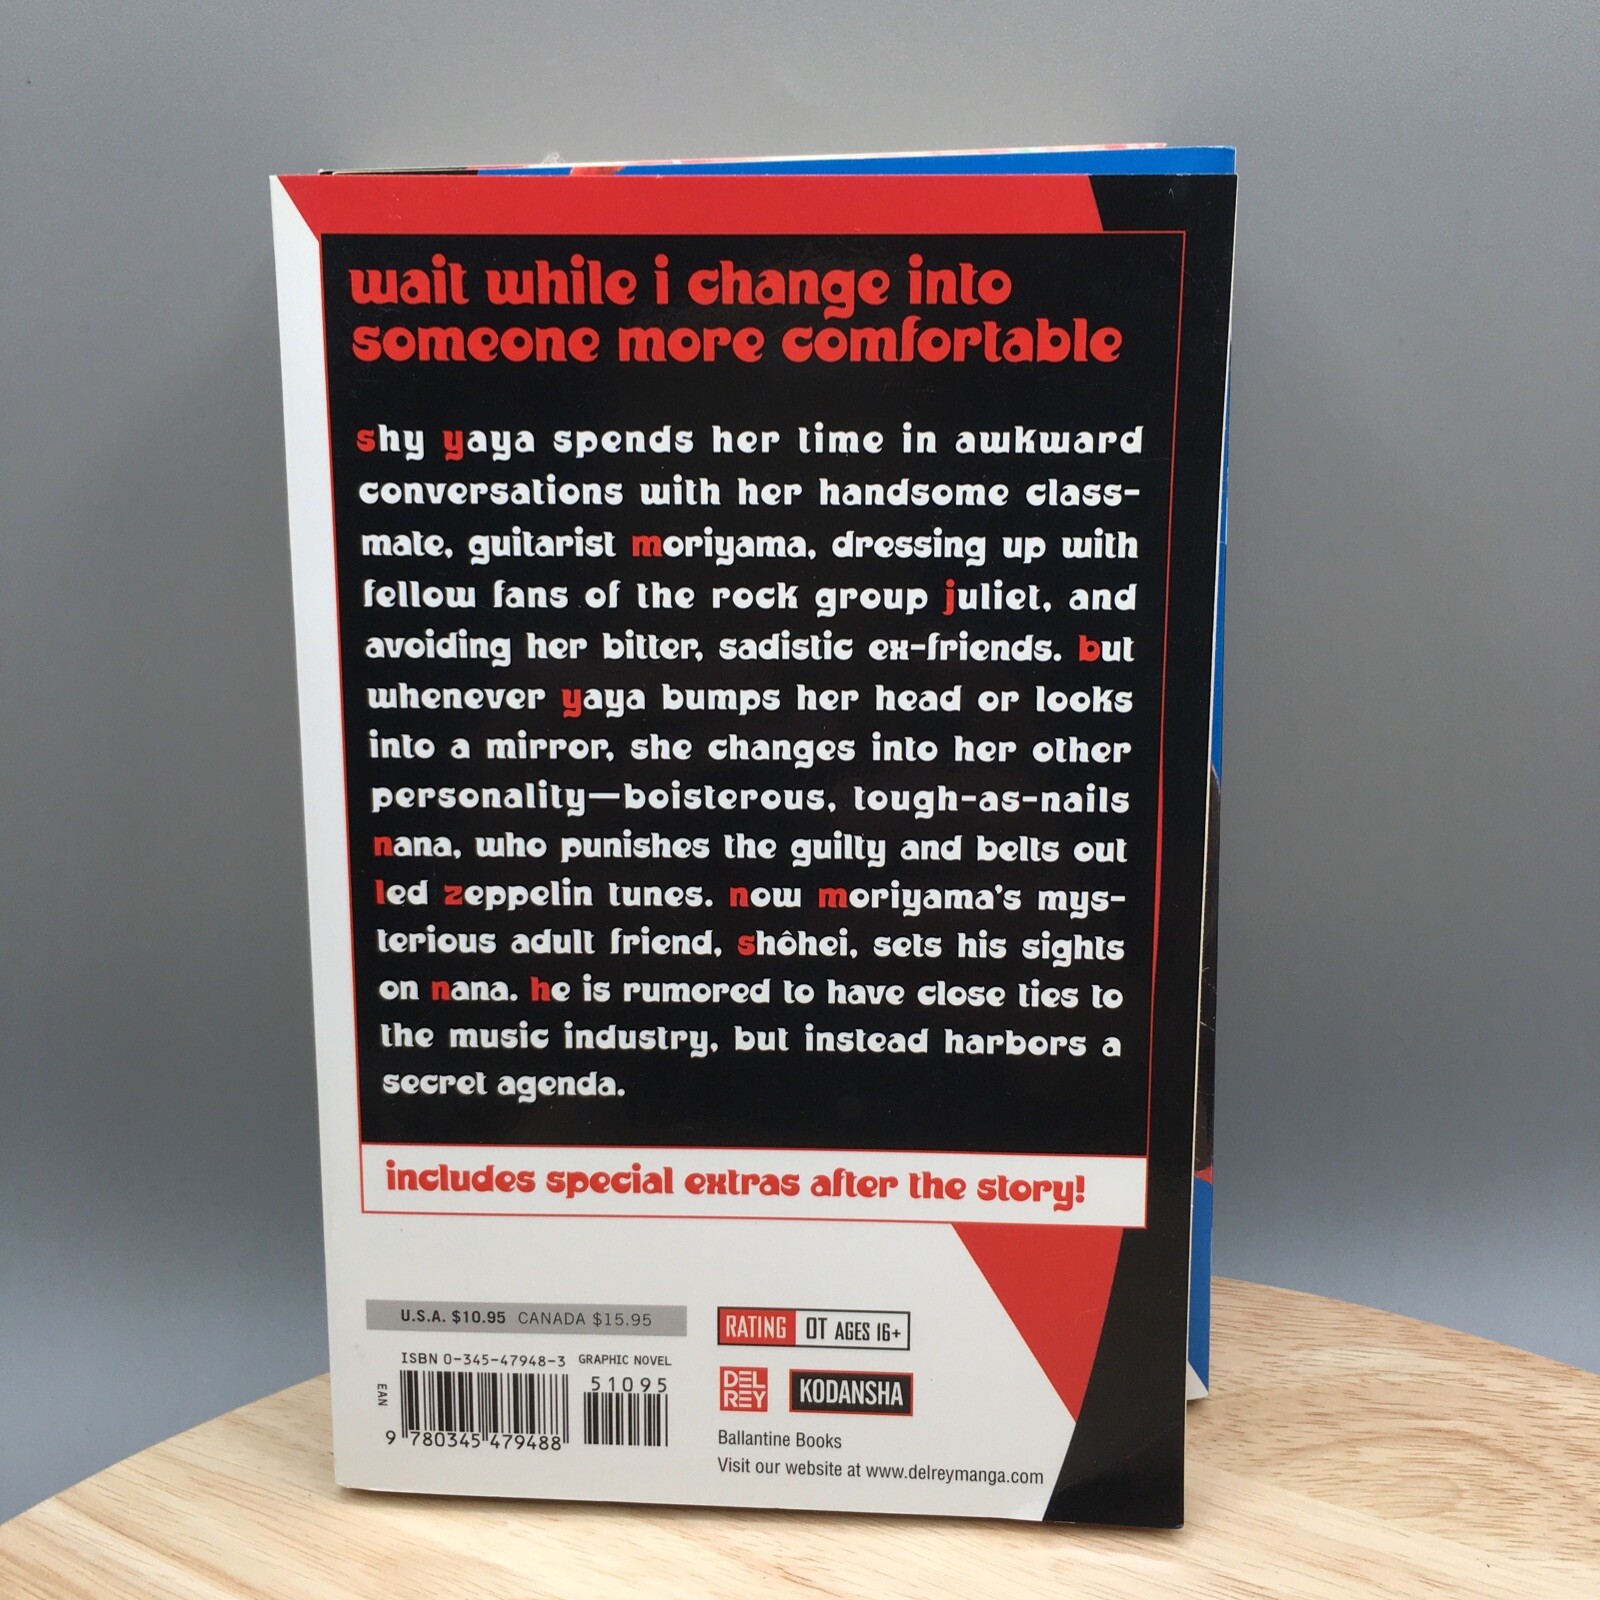 wait while i change into
someone more comfortable
shy yaya spends her time in awkward
conversations with her handsome class-
mate, guitarist moriyama, dressing up with
fellow fans of the rock group juliet, and
avoiding her bitter, sadistic ex-friends. but
whenever yaya bumps her head or looks
into a mirror, she changes into her other
personality—boisterous, tough-as-nails
nana, who punishes the guilty and belts out
led zeppelin tunes. now moriyama's mys-
terious adult friend, shôhei, sets his sights
on nana. he is rumored to have close ties to
the music industry, but instead harbors a
secret agenda.
includes special extras after the story!
U.S.A. $10.95 CANADA $15.95
ISBN 0-345-47948-3 GRAPHIC NOVEL
51095
EAN
9 780345 479488
RATING OT AGES 16+
DEL REY
KODANSHA
Ballantine Books
Visit our website at www.delreymanga.com